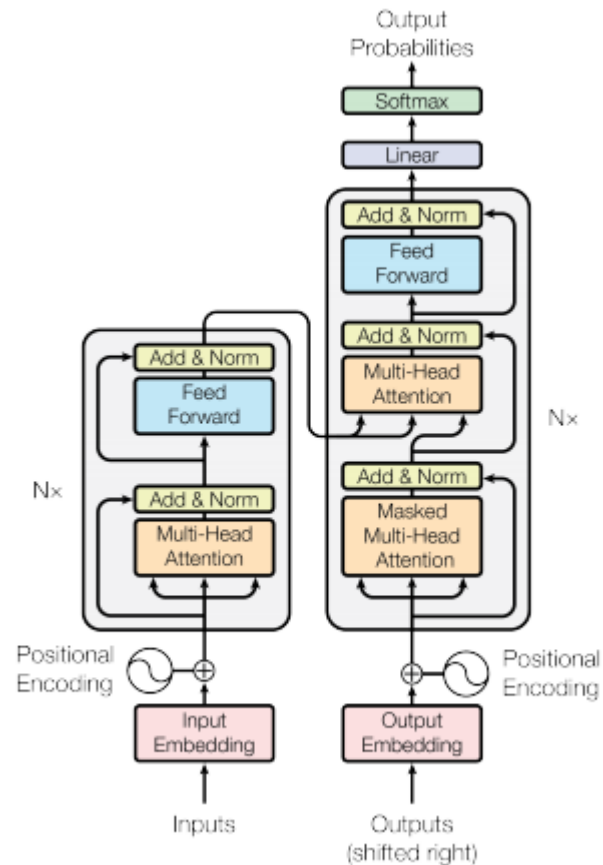 Output
Probabilities
Softmax
Linear
Add & Norm
Feed
Forward
Add & Norm
Multi-Head
Attention
Add & Norm
Masked
Multi-Head
Attention
N×
Add & Norm
Feed
Forward
N×
Add & Norm
Multi-Head
Attention
Positional
Encoding
Positional
Encoding
Input
Embedding
Output
Embedding
Inputs
Outputs
(shifted right)